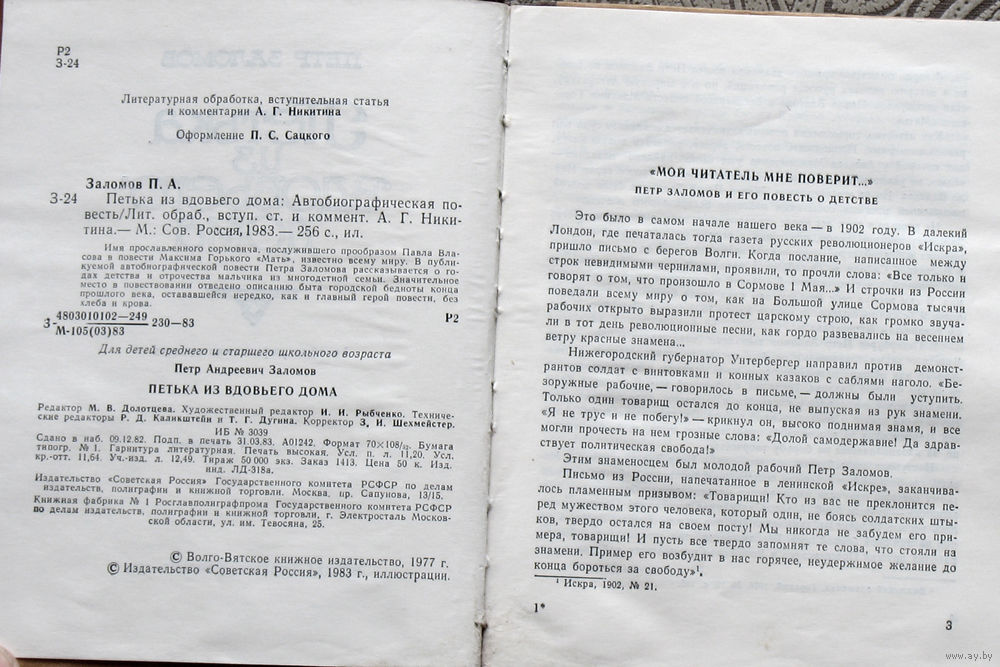 Р2
З-24
Литературная обработка, вступительная статья
и комментарии А. Г. Никитина
Оформление П. С. Сацкого
Заломов П. А.
З-24 Петька из вдовьего дома: Автобиографическая по-
весть/Лит. обраб., вступ. ст. и коммент. А. Г. Ники-
тина.— М.: Сов. Россия, 1983.— 256 с., ил.
Имя прославленного сормовича, послужившего прообразом Павла Вла-
сова в повести Максима Горького «Мать», известно всему миру. В публи-
куемой автобиографической повести Петра Заломова рассказывается о го-
дах детства и отрочества мальчика из многодетной семьи. Значительное
место в повествовании отведено описанию быта городской бедноты конца
прошлого века, остававшейся нередко, как и главный герой повести, без
хлеба и крова.
4803010102—249
З- 230—83 Р2
М-105(03)83
Для детей среднего и старшего школьного возраста
Петр Андреевич Заломов
ПЕТЬКА ИЗ ВДОВЬЕГО ДОМА
Редактор М. В. Долотцева. Художественный редактор И. И. Рыбченко. Техниче-
ские редакторы Р. Д. Каликштейн и Т. Г. Дугина. Корректор З, И. Шехмейстер.
ИБ № 3039
Сдано в наб. 09.12.82. Подп. в печать 31.03.83. А01242. Формат 70×108/32. Бумага
типогр. № 1. Гарнитура литературная. Печать высокая. Усл. п. л. 11,20. Усл.
кр.-отт. 11,64. Уч.-изд. л. 12,49. Тираж 50 000 экз. Заказ 1413. Цена 50 к. Изд.
инд. ЛД-318а.
Издательство «Советская Россия» Государственного комитета РСФСР по делам
издательств, полиграфии и книжной торговли. Москва, пр. Сапунова, 13/15.
Книжная фабрика № 1 Росглавполиграфпрома Государственного комитета РСФСР
по делам издательств, полиграфии и книжной торговли, г. Электросталь Москов-
ской области, ул. им. Тевосяна, 25.
© Волго-Вятское книжное издательство, 1977 г.
© Издательство «Советская Россия», 1983 г., иллюстрации.
«МОЙ ЧИТАТЕЛЬ МНЕ ПОВЕРИТ...»
ПЕТР ЗАЛОМОВ И ЕГО ПОВЕСТЬ О ДЕТСТВЕ
Это было в самом начале нашего века — в 1902 году. В далекий
Лондон, где печаталась тогда газета русских революционеров «Искра»,
пришло письмо с берегов Волги. Когда послание, написанное между
строк невидимыми чернилами, проявили, то прочли слова: «Все только и
говорят о том, что произошло в Сормове 1 Мая...» И строчки из России
поведали всему миру о том, как на Большой улице Сормова тысячи
рабочих открыто выразили протест царскому строю, как громко звуча-
ли в тот день революционные песни, как гордо развевались на весеннем
ветру красные знамена...
Нижегородский губернатор Унтербергер направил против демонст-
рантов солдат с винтовками и конных казаков с саблями наголо. «Бе-
зоружные рабочие,— говорилось в письме,— должны были уступить.
Только один товарищ остался до конца, не выпуская из рук знамени.
«Я не трус и не побегу!» — крикнул он, высоко поднимая знамя, и все
могли прочесть на нем грозные слова: «Долой самодержавие! Да здрав-
ствует политическая свобода!»
Этим знаменосцем был молодой рабочий Петр Заломов.
Письмо из России, напечатанное в ленинской «Искре», заканчива-
лось пламенным призывом: «Товарищи! Кто из вас не преклонится пе-
ред мужеством этого человека, который один, не боясь солдатских шты-
ков, твердо остался на своем посту! Мы никогда не забудем его при-
мера, товарищи! И пусть все твердо запомнят те слова, что стояли на
знамени. Пример его возбудит в нас горячее, неудержимое желание до
конца бороться за свободу»¹.
¹ Искра, 1902, № 21.
1*
3
www.ay.by